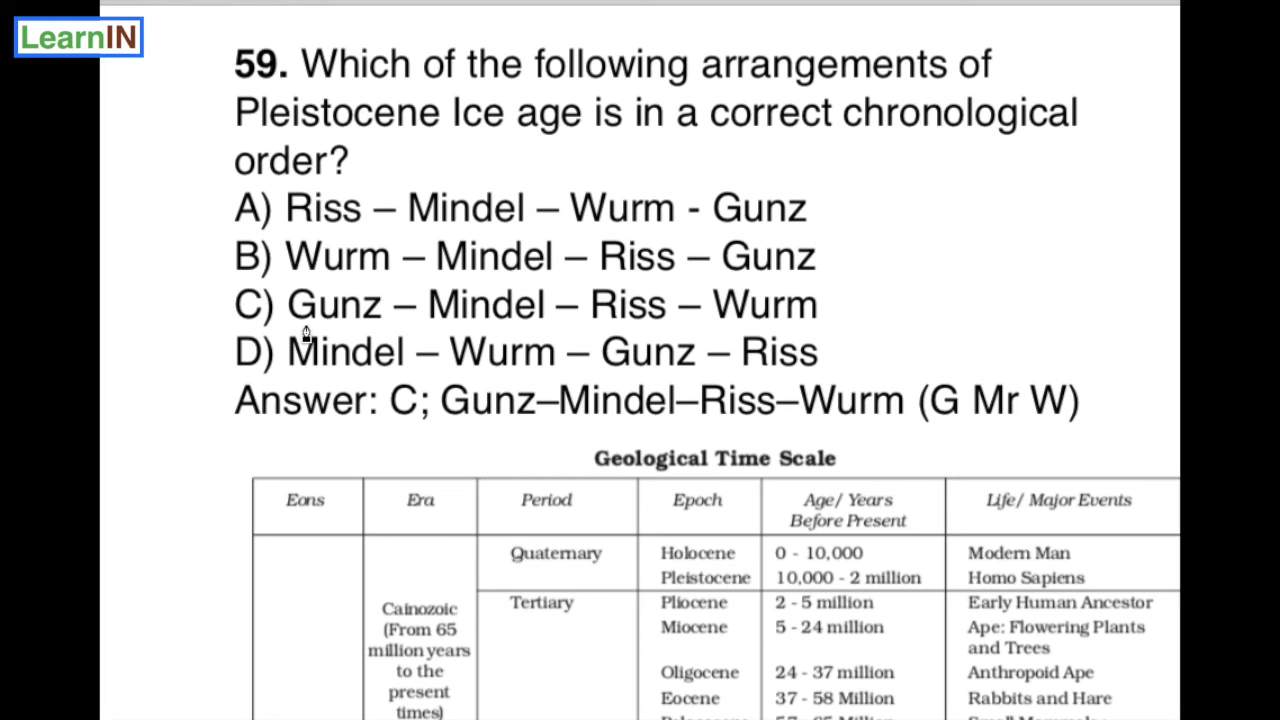 LearnIN
59. Which of the following arrangements of
Pleistocene Ice age is in a correct chronological
order?
A) Riss – Mindel – Wurm - Gunz
B) Wurm – Mindel – Riss – Gunz
C) Gunz – Mindel – Riss – Wurm
D) Mindel – Wurm – Gunz – Riss
Answer: C; Gunz–Mindel–Riss–Wurm (G Mr W)
Geological Time Scale
Eons Era Period Epoch Age/ Years Before Present Life/ Major Events
Quaternary Holocene 0 - 10,000 Modern Man
Pleistocene 10,000 - 2 million Homo Sapiens
Tertiary Pliocene 2 - 5 million Early Human Ancestor
Cainozoic
(From 65
million years
to the
present
times)
Miocene 5 - 24 million Ape: Flowering Plants
and Trees
Oligocene 24 - 37 million Anthropoid Ape
Eocene 37 - 58 Million Rabbits and Hare